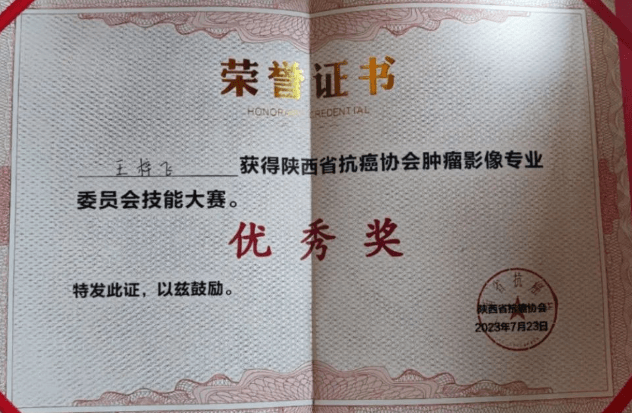 荣誉证书
HONORARY CREDENTIAL
王梓飞 获得陕西省抗癌协会肿瘤影像专业
委员会技能大赛。
优秀奖
特发此证，以兹鼓励。
陕西省抗癌协会
2023年7月23日